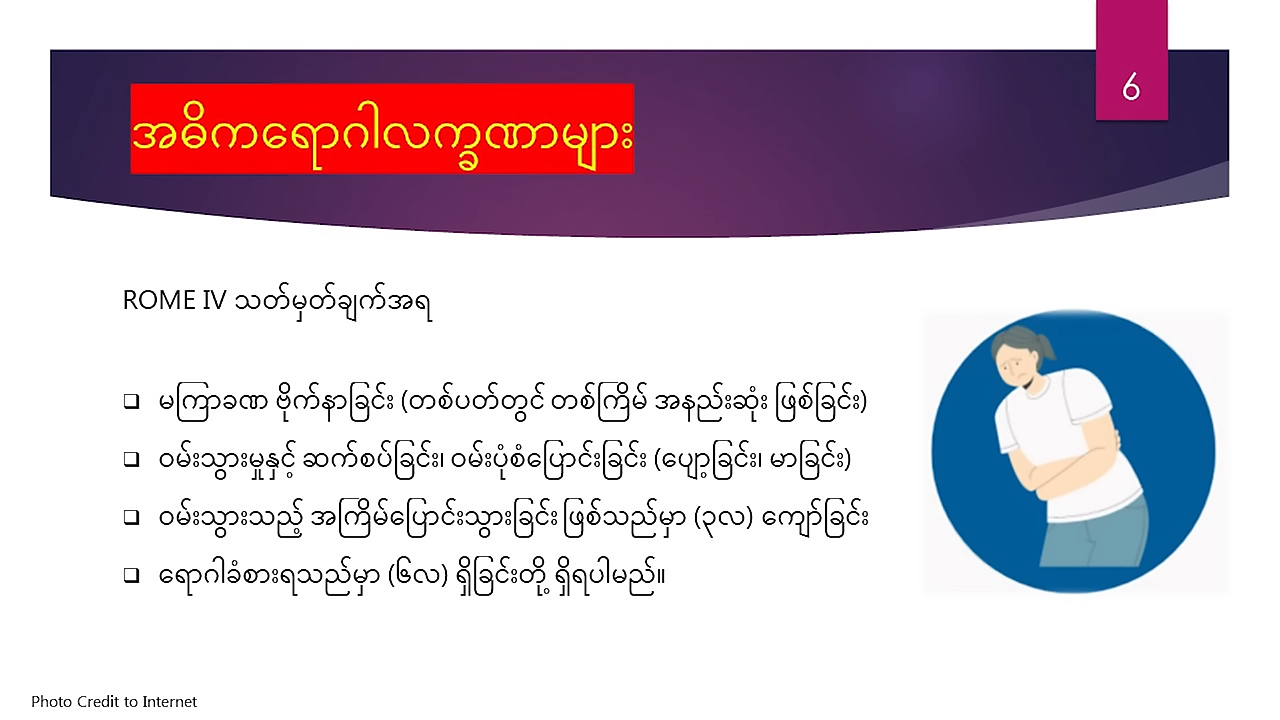 6
အဓိကရောဂါလက္ခဏာများ
ROME IV သတ်မှတ်ချက်အရ
❑ မကြာခဏ ဗိုက်နာခြင်း (တစ်ပတ်တွင် တစ်ကြိမ် အနည်းဆုံး ဖြစ်ခြင်း)
❑ ဝမ်းသွားမှုနှင့် ဆက်စပ်ခြင်း၊ ဝမ်းပုံစံပြောင်းခြင်း (ပျော့ခြင်း၊ မာခြင်း)
❑ ဝမ်းသွားသည့် အကြိမ်ပြောင်းသွားခြင်း ဖြစ်သည်မှာ (၃လ) ကျော်ခြင်း
❑ ရောဂါခံစားရသည်မှာ (၆လ) ရှိခြင်းတို့ ရှိရပါမည်။
Photo Credit to Internet